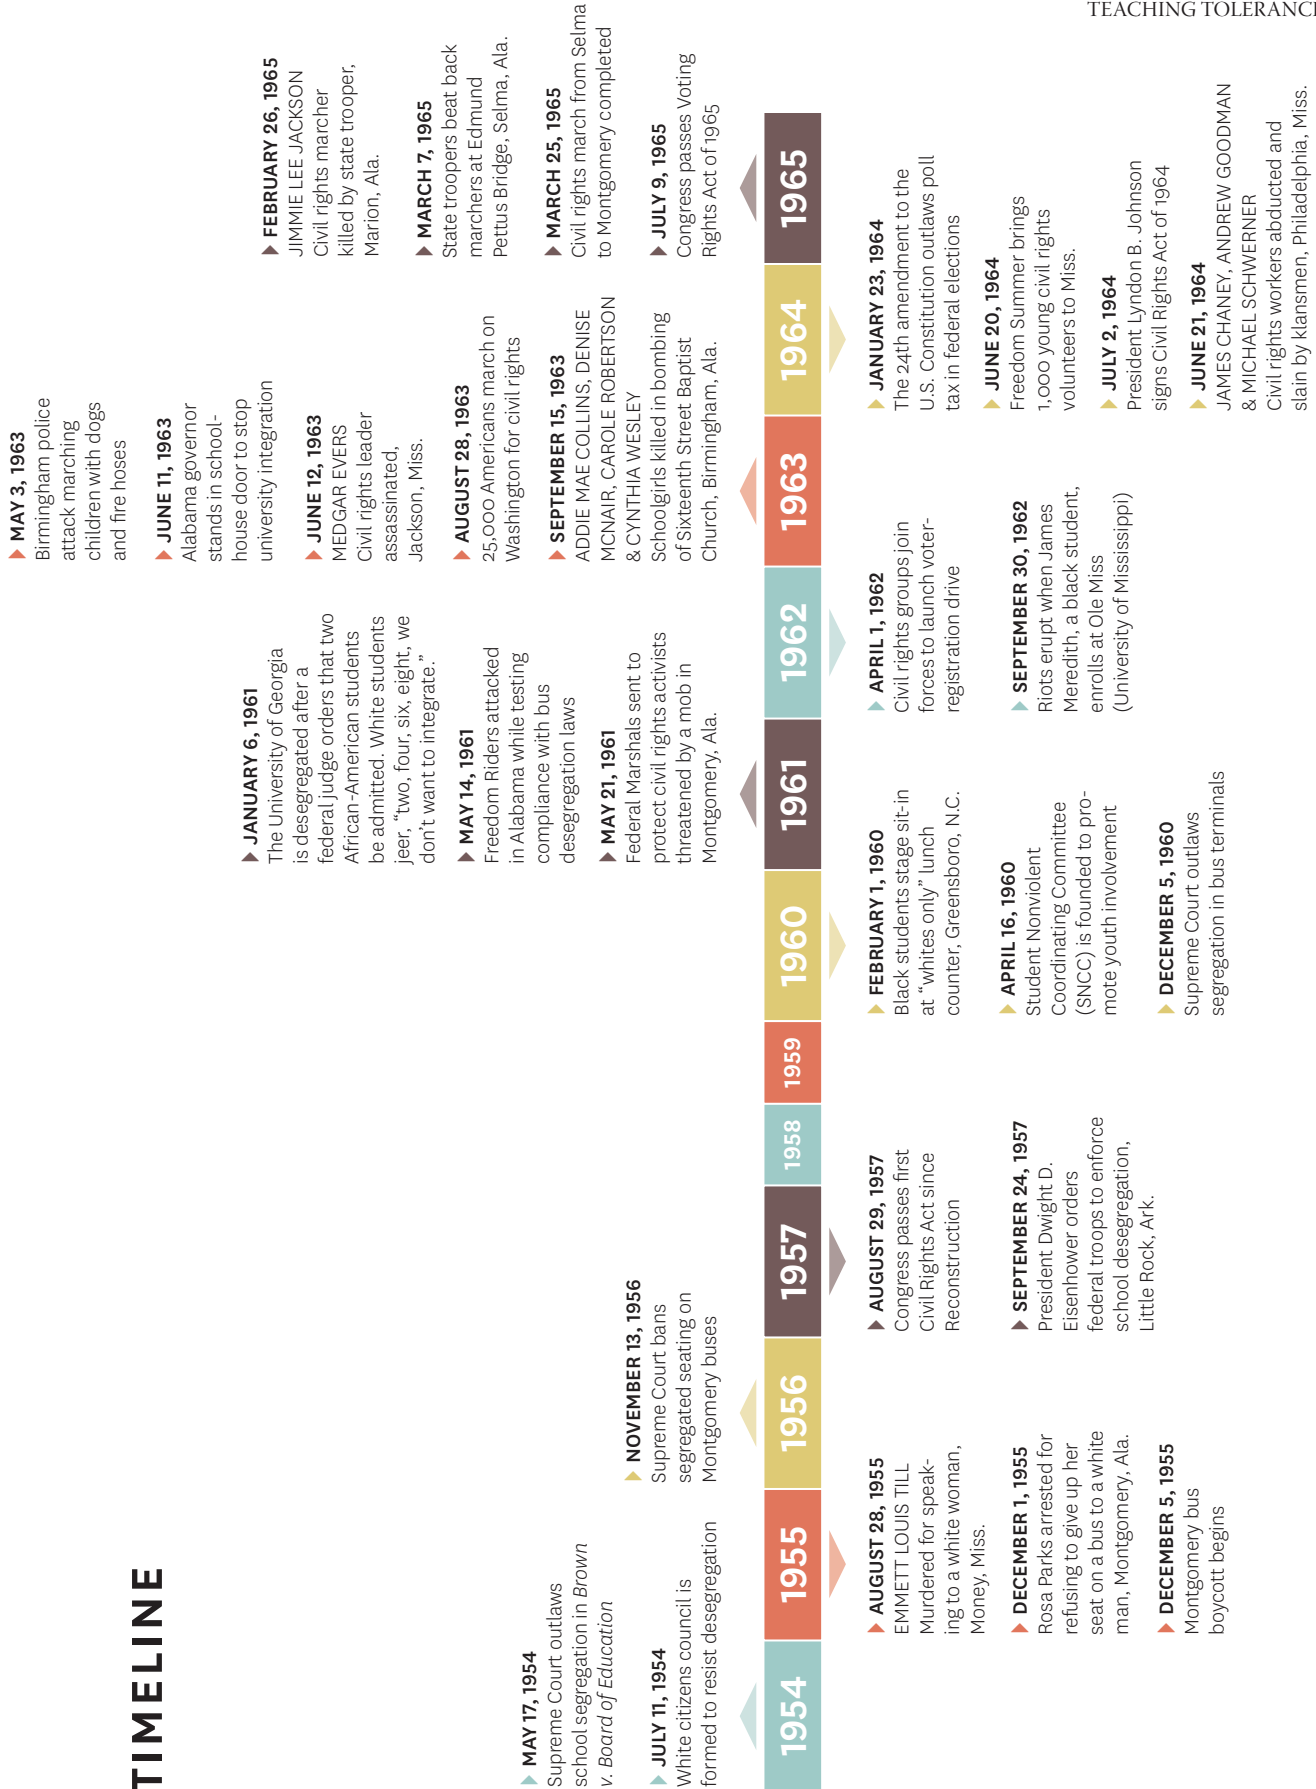 TEACHING TOLERANCE
TIMELINE
MAY 17, 1954
Supreme Court outlaws
school segregation in Brown
v. Board of Education
JULY 11, 1954
White citizens council is
formed to resist desegregation
NOVEMBER 13, 1956
Supreme Court bans
segregated seating on
Montgomery buses
JANUARY 6, 1961
The University of Georgia
is desegregated after a
federal judge orders that two
African-American students
be admitted. White students
jeer, “two, four, six, eight, we
don’t want to integrate.”
MAY 14, 1961
Freedom Riders attacked
in Alabama while testing
compliance with bus
desegregation laws
MAY 21, 1961
Federal Marshals sent to
protect civil rights activists
threatened by a mob in
Montgomery, Ala.
MAY 3, 1963
Birmingham police
attack marching
children with dogs
and fire hoses
JUNE 11, 1963
Alabama governor
stands in school-
house door to stop
university integration
JUNE 12, 1963
MEDGAR EVERS
Civil rights leader
assassinated,
Jackson, Miss.
AUGUST 28, 1963
25,000 Americans march on
Washington for civil rights
SEPTEMBER 15, 1963
ADDIE MAE COLLINS, DENISE
MCNAIR, CAROLE ROBERTSON
& CYNTHIA WESLEY
Schoolgirls killed in bombing
of Sixteenth Street Baptist
Church, Birmingham, Ala.
FEBRUARY 26, 1965
JIMMIE LEE JACKSON
Civil rights marcher
killed by state trooper,
Marion, Ala.
MARCH 7, 1965
State troopers beat back
marchers at Edmund
Pettus Bridge, Selma, Ala.
MARCH 25, 1965
Civil rights march from Selma
to Montgomery completed
JULY 9, 1965
Congress passes Voting
Rights Act of 1965
1954
1955
1956
1957
1958
1959
1960
1961
1962
1963
1964
1965
AUGUST 28, 1955
EMMETT LOUIS TILL
Murdered for speak-
ing to a white woman,
Money, Miss.
DECEMBER 1, 1955
Rosa Parks arrested for
refusing to give up her
seat on a bus to a white
man, Montgomery, Ala.
DECEMBER 5, 1955
Montgomery bus
boycott begins
AUGUST 29, 1957
Congress passes first
Civil Rights Act since
Reconstruction
SEPTEMBER 24, 1957
President Dwight D.
Eisenhower orders
federal troops to enforce
school desegregation,
Little Rock, Ark.
FEBRUARY 1, 1960
Black students stage sit-in
at “whites only” lunch
counter, Greensboro, N.C.
APRIL 16, 1960
Student Nonviolent
Coordinating Committee
(SNCC) is founded to pro-
mote youth involvement
DECEMBER 5, 1960
Supreme Court outlaws
segregation in bus terminals
APRIL 1, 1962
Civil rights groups join
forces to launch voter-
registration drive
SEPTEMBER 30, 1962
Riots erupt when James
Meredith, a black student,
enrolls at Ole Miss
(University of Mississippi)
JANUARY 23, 1964
The 24th amendment to the
U.S. Constitution outlaws poll
tax in federal elections
JUNE 20, 1964
Freedom Summer brings
1,000 young civil rights
volunteers to Miss.
JULY 2, 1964
President Lyndon B. Johnson
signs Civil Rights Act of 1964
JUNE 21, 1964
JAMES CHANEY, ANDREW GOODMAN
& MICHAEL SCHWERNER
Civil rights workers abducted and
slain by klansmen, Philadelphia, Miss.